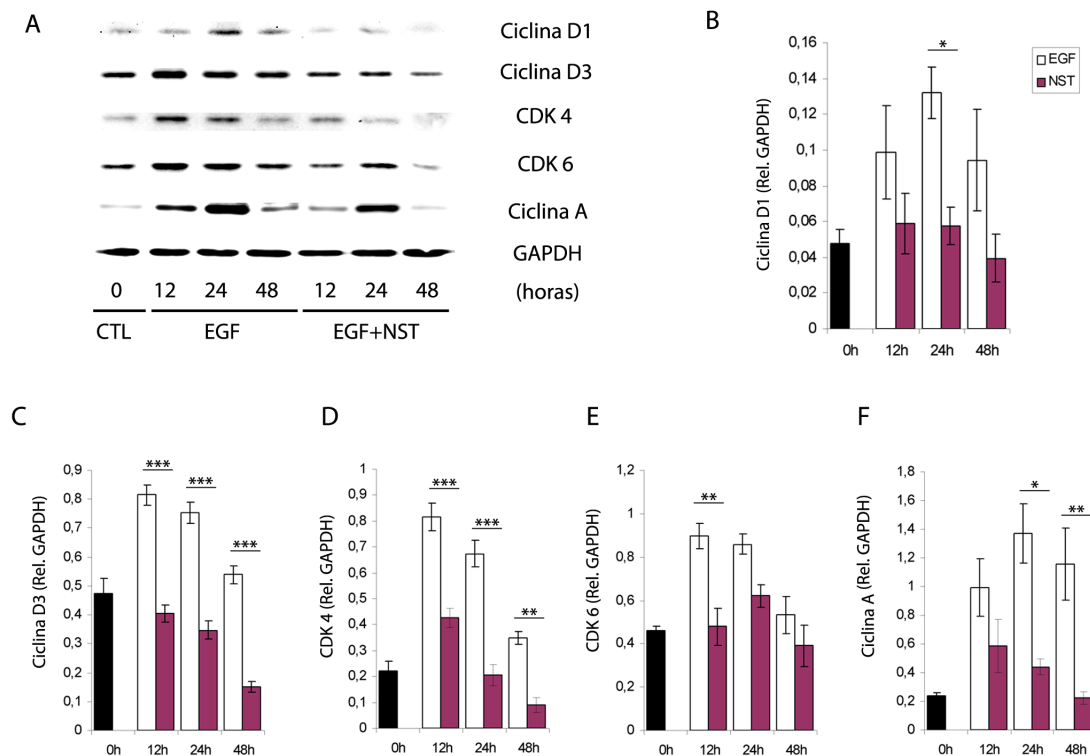 A
Ciclina D1
Ciclina D3
CDK 4
CDK 6
Ciclina A
GAPDH
0 12 24 48 12 24 48 (horas)
CTL EGF EGF+NST
B
Ciclina D1 (Rel. GAPDH)
0,16
0,14
0,12
0,1
0,08
0,06
0,04
0,02
0
*
EGF
NST
0h 12h 24h 48h
C
Ciclina D3 (Rel. GAPDH)
0,9
0,8
0,7
0,6
0,5
0,4
0,3
0,2
0,1
0
***
***
***
0h 12h 24h 48h
D
CDK 4 (Rel. GAPDH)
1
0,9
0,8
0,7
0,6
0,5
0,4
0,3
0,2
0,1
0
***
***
**
0h 12h 24h 48h
E
CDK 6 (Rel. GAPDH)
1,2
1
0,8
0,6
0,4
0,2
0
**
0h 12h 24h 48h
F
Ciclina A (Rel. GAPDH)
1,8
1,6
1,4
1,2
1
0,8
0,6
0,4
0,2
0
*
**
0h 12h 24h 48h